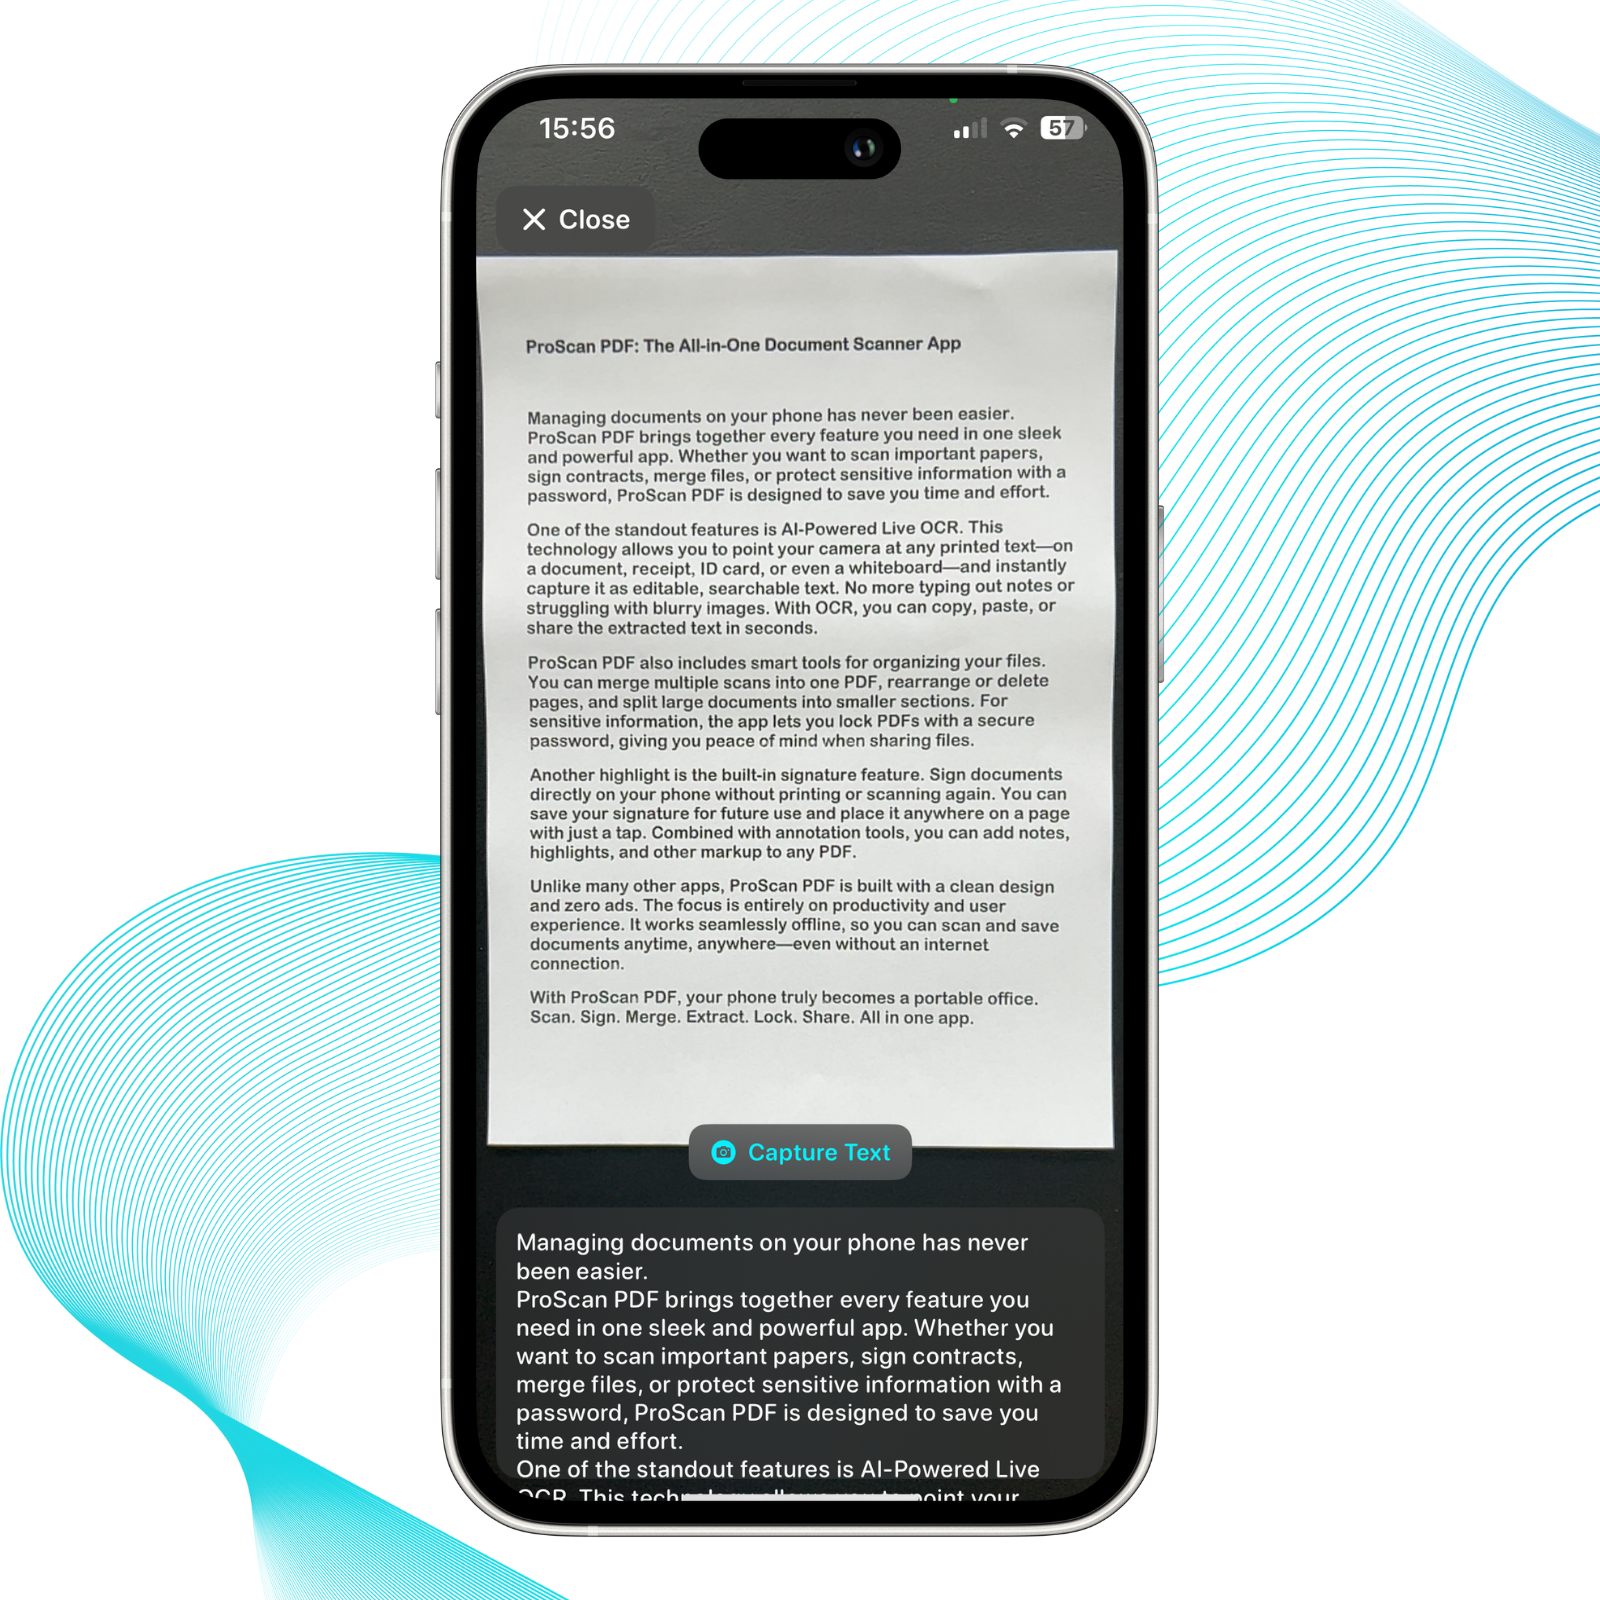 15:56
57
Close
ProScan PDF: The All-in-One Document Scanner App
Managing documents on your phone has never been easier.
ProScan PDF brings together every feature you need in one sleek
and powerful app. Whether you want to scan important papers,
sign contracts, merge files, or protect sensitive information with a
password, ProScan PDF is designed to save you time and effort.
One of the standout features is AI-Powered Live OCR. This
technology allows you to point your camera at any printed text—on
a document, receipt, ID card, or even a whiteboard—and instantly
capture it as editable, searchable text. No more typing out notes or
struggling with blurry images. With OCR, you can copy, paste, or
share the extracted text in seconds.
ProScan PDF also includes smart tools for organizing your files.
You can merge multiple scans into one PDF, rearrange or delete
pages, and split large documents into smaller sections. For
sensitive information, the app lets you lock PDFs with a secure
password, giving you peace of mind when sharing files.
Another highlight is the built-in signature feature. Sign documents
directly on your phone without printing or scanning again. You can
save your signature for future use and place it anywhere on a page
with just a tap. Combined with annotation tools, you can add notes,
highlights, and other markup to any PDF.
Unlike many other apps, ProScan PDF is built with a clean design
and zero ads. The focus is entirely on productivity and user
experience. It works seamlessly offline, so you can scan and save
documents anytime, anywhere—even without an internet
connection.
With ProScan PDF, your phone truly becomes a portable office.
Scan. Sign. Merge. Extract. Lock. Share. All in one app.
Capture Text
Managing documents on your phone has never
been easier.
ProScan PDF brings together every feature you
need in one sleek and powerful app. Whether you
want to scan important papers, sign contracts,
merge files, or protect sensitive information with a
password, ProScan PDF is designed to save you
time and effort.
One of the standout features is AI-Powered Live
OCR. This point your